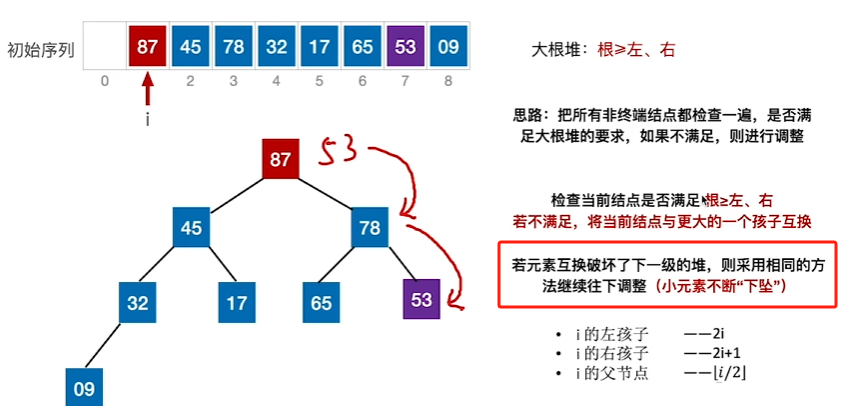 初始序列 87 45 78 32 17 65 53 09
0 2 3 4 5 6 7 8
i
大根堆：根≥左、右
思路：把所有非终端结点都检查一遍，是否满
足大根堆的要求，如果不满足，则进行调整
87 53
45 78
32 17 65 53
09
检查当前结点是否满足根≥左、右
若不满足，将当前结点与更大的一个孩子互换
若元素互换破坏了下一级的堆，则采用相同的方
法继续往下调整（小元素不断“下坠”）
• i 的左孩子 ——2i
• i 的右孩子 ——2i+1
• i 的父节点 ——⌊i/2⌋